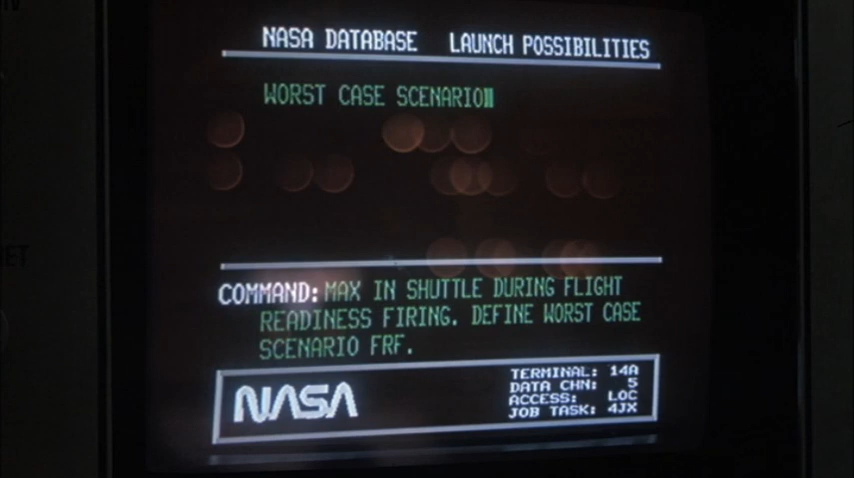 NASA DATABASE LAUNCH POSSIBILITIES
WORST CASE SCENARIO
COMMAND: MAX IN SHUTTLE DURING FLIGHT
READINESS FIRING. DEFINE WORST CASE
SCENARIO FRF.
NASA
TERMINAL: 14A
DATA CHN: 5
ACCESS: LOC
JOB TASK: 4JX